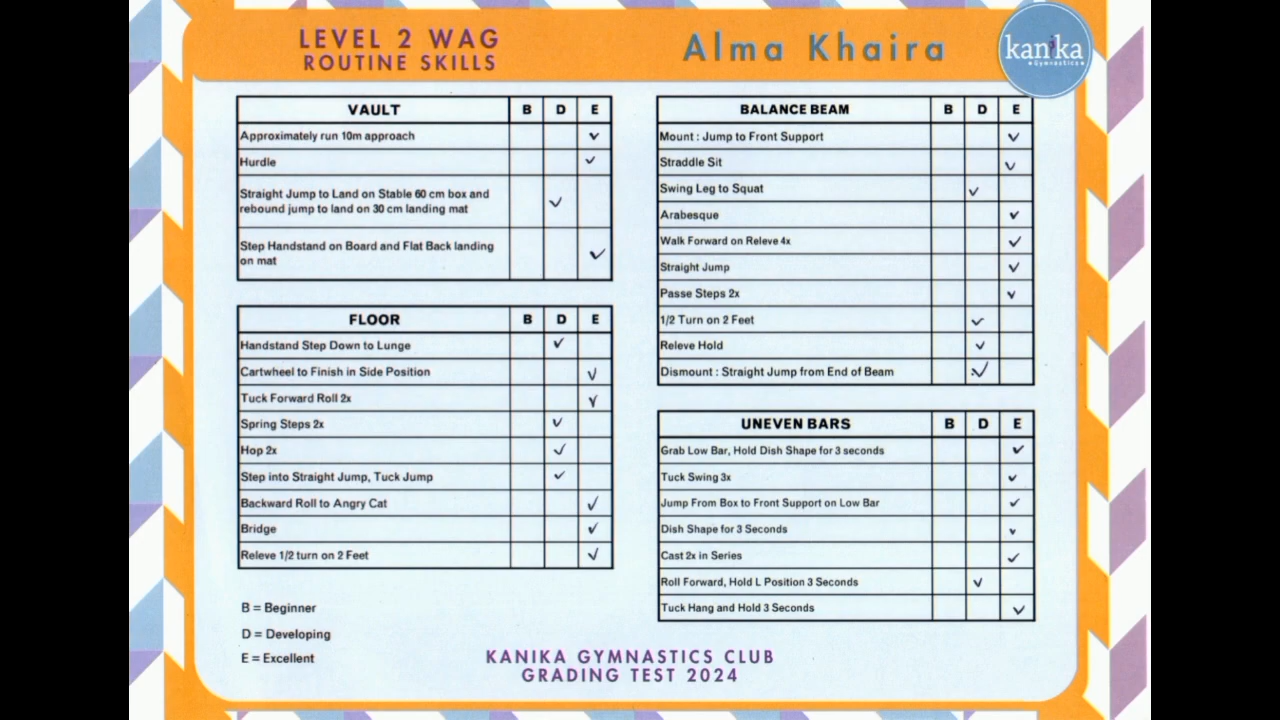 LEVEL 2 WAG
ROUTINE SKILLS
Alma Khaira
kanika
Gymnastics
VAULT B D E
Approximately run 10m approach ✓
Hurdle ✓
Straight Jump to Land on Stable 60 cm box and
rebound jump to land on 30 cm landing mat ✓
Step Handstand on Board and Flat Back landing
on mat ✓
FLOOR B D E
Handstand Step Down to Lunge ✓
Cartwheel to Finish in Side Position ✓
Tuck Forward Roll 2x ✓
Spring Steps 2x ✓
Hop 2x ✓
Step into Straight Jump, Tuck Jump ✓
Backward Roll to Angry Cat ✓
Bridge ✓
Releve 1/2 turn on 2 Feet ✓
B = Beginner
D = Developing
E = Excellent
BALANCE BEAM B D E
Mount : Jump to Front Support ✓
Straddle Sit ✓
Swing Leg to Squat ✓
Arabesque ✓
Walk Forward on Releve 4x ✓
Straight Jump ✓
Passe Steps 2x ✓
1/2 Turn on 2 Feet ✓
Releve Hold ✓
Dismount : Straight Jump from End of Beam ✓
UNEVEN BARS B D E
Grab Low Bar, Hold Dish Shape for 3 seconds ✓
Tuck Swing 3x ✓
Jump From Box to Front Support on Low Bar ✓
Dish Shape for 3 Seconds ✓
Cast 2x in Series ✓
Roll Forward, Hold L Position 3 Seconds ✓
Tuck Hang and Hold 3 Seconds ✓
KANIKA GYMNASTICS CLUB
GRADING TEST 2024